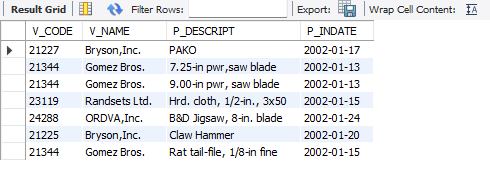 Result Grid Filter Rows: Export: Wrap Cell Content:
V_CODE V_NAME P_DESCRIPT P_INDATE
21227 Bryson,Inc. PAKO 2002-01-17
21344 Gomez Bros. 7.25-in pwr,saw blade 2002-01-13
21344 Gomez Bros. 9.00-in pwr, saw blade 2002-01-13
23119 Randsets Ltd. Hrd. cloth, 1/2-in., 3x50 2002-01-15
24288 ORDVA,Inc. B&D Jigsaw, 8-in. blade 2002-01-24
21225 Bryson,Inc. Claw Hammer 2002-01-20
21344 Gomez Bros. Rat tail-file, 1/8-in fine 2002-01-15